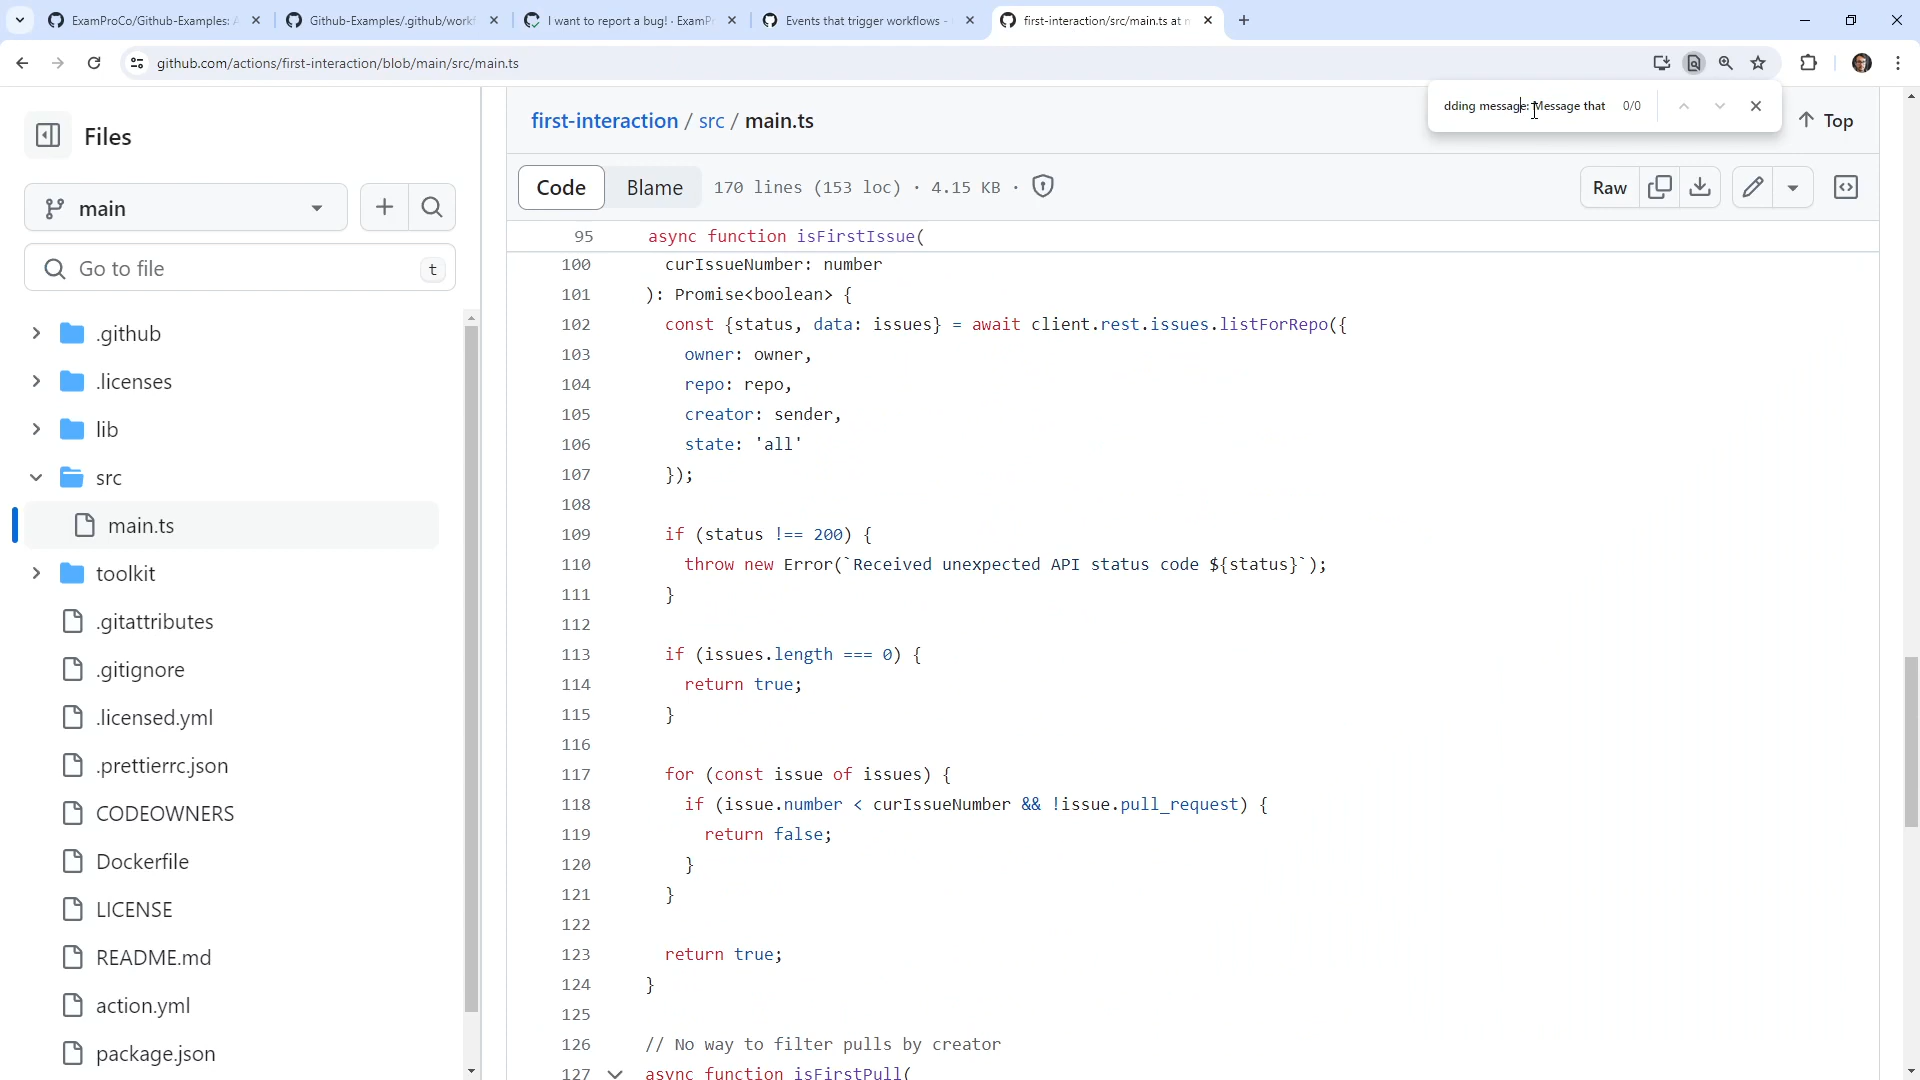 ExamProCo/Github-Examples: A
Github-Examples/.github/workf
I want to report a bug! · ExamPr
Events that trigger workflows -
first-interaction/src/main.ts at m
github.com/actions/first-interaction/blob/main/src/main.ts
dding message: Message that 0/0
Files
first-interaction / src / main.ts
Top
main
Code
Blame
170 lines (153 loc) · 4.15 KB ·
Raw
Go to file
t
.github
.licenses
lib
src
main.ts
toolkit
.gitattributes
.gitignore
.licensed.yml
.prettierrc.json
CODEOWNERS
Dockerfile
LICENSE
README.md
action.yml
package.json
95 async function isFirstIssue(
100 curIssueNumber: number
101 ): Promise<boolean> {
102 const {status, data: issues} = await client.rest.issues.listForRepo({
103 owner: owner,
104 repo: repo,
105 creator: sender,
106 state: 'all'
107 });
108
109 if (status !== 200) {
110 throw new Error(`Received unexpected API status code ${status}`);
111 }
112
113 if (issues.length === 0) {
114 return true;
115 }
116
117 for (const issue of issues) {
118 if (issue.number < curIssueNumber && !issue.pull_request) {
119 return false;
120 }
121 }
122
123 return true;
124 }
125
126 // No way to filter pulls by creator
127 async function isFirstPull(